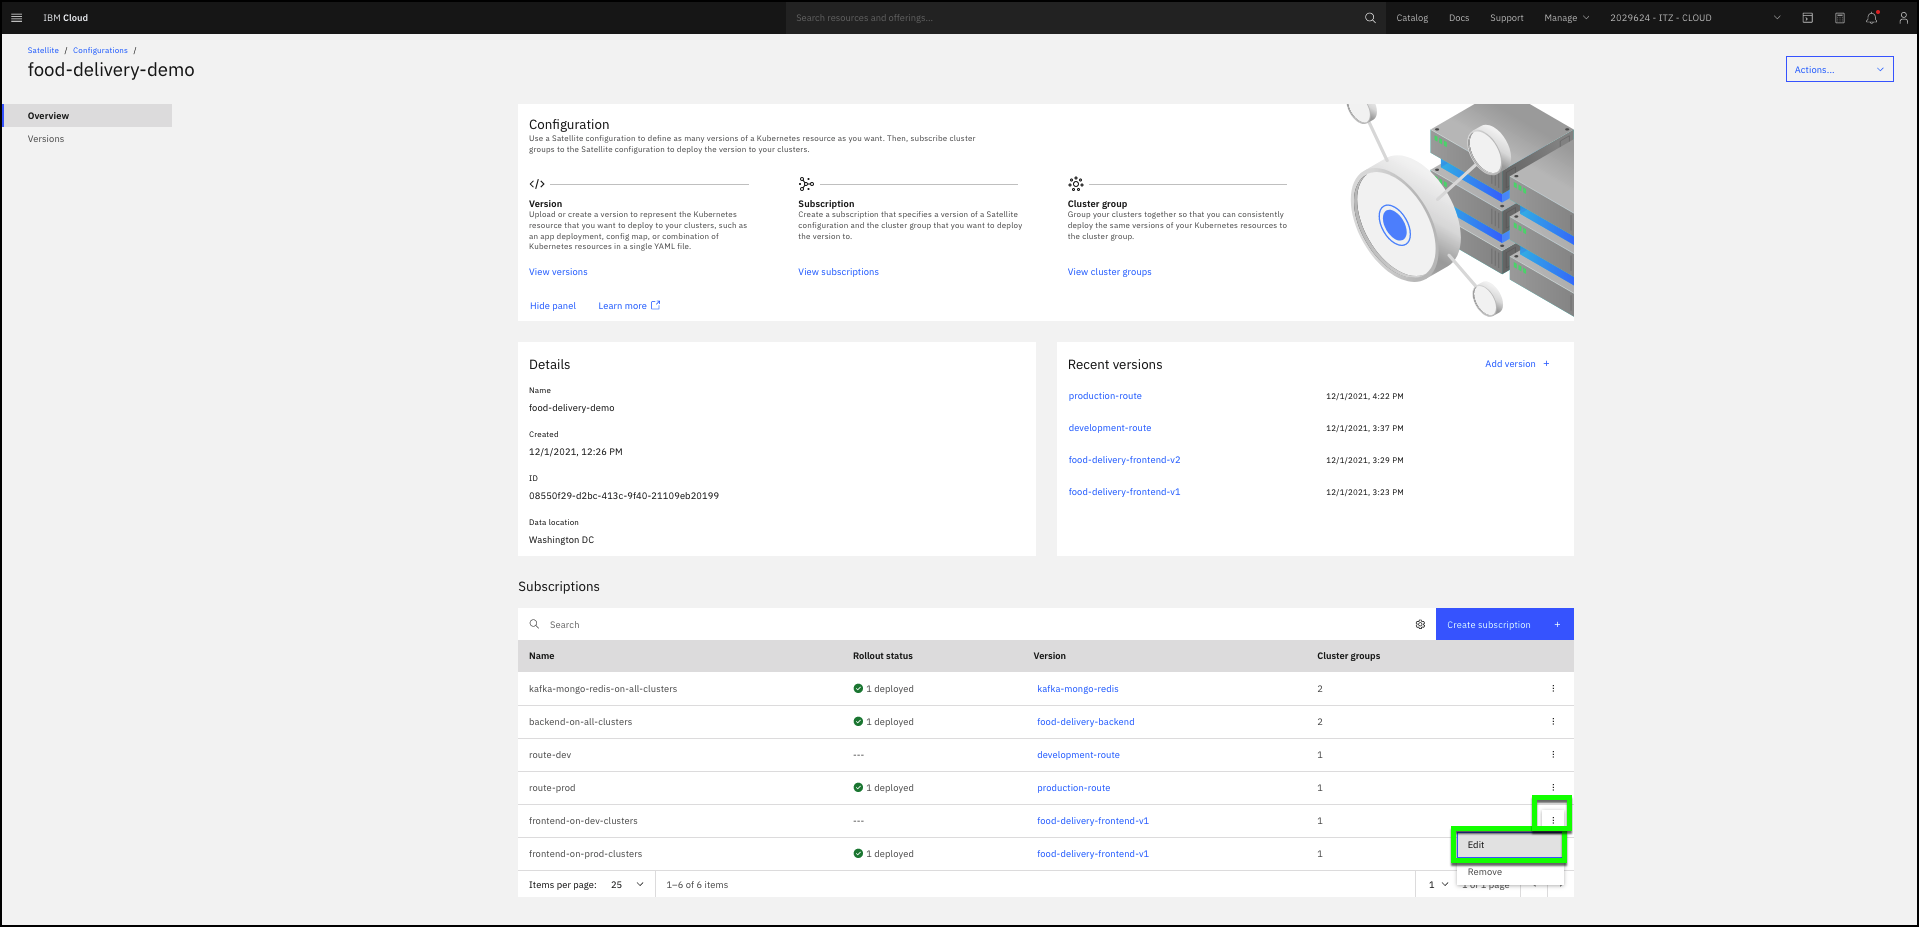 IBM Cloud
Search resources and offerings...
Catalog
Docs
Support
Manage
2029624 - ITZ - CLOUD
Satellite / Configurations /
food-delivery-demo
Actions...
Overview
Versions
Configuration
Use a Satellite configuration to define as many versions of a Kubernetes resource as you want. Then, subscribe cluster
groups to the Satellite configuration to deploy the version to your clusters.
Version
Upload or create a version to represent the Kubernetes
resource that you want to deploy to your clusters, such as
an app deployment, config map, or combination of
Kubernetes resources in a single YAML file.
View versions
Subscription
Create a subscription that specifies a version of a Satellite
configuration and the cluster group that you want to deploy
the version to.
View subscriptions
Cluster group
Group your clusters together so that you can consistently
deploy the same versions of your Kubernetes resources to
the cluster group.
View cluster groups
Hide panel
Learn more
Details
Name
food-delivery-demo
Created
12/1/2021, 12:26 PM
ID
08550f29-d2bc-413c-9f40-21109eb20199
Data location
Washington DC
Recent versions
Add version +
production-route 12/1/2021, 4:22 PM
development-route 12/1/2021, 3:37 PM
food-delivery-frontend-v2 12/1/2021, 3:29 PM
food-delivery-frontend-v1 12/1/2021, 3:23 PM
Subscriptions
Search
Create subscription +
Name Rollout status Version Cluster groups
kafka-mongo-redis-on-all-clusters 1 deployed kafka-mongo-redis 2
backend-on-all-clusters 1 deployed food-delivery-backend 2
route-dev --- development-route 1
route-prod 1 deployed production-route 1
frontend-on-dev-clusters --- food-delivery-frontend-v1 1
frontend-on-prod-clusters 1 deployed food-delivery-frontend-v1 1
Edit
Remove
Items per page: 25 1–6 of 6 items 1 1 of 1 page